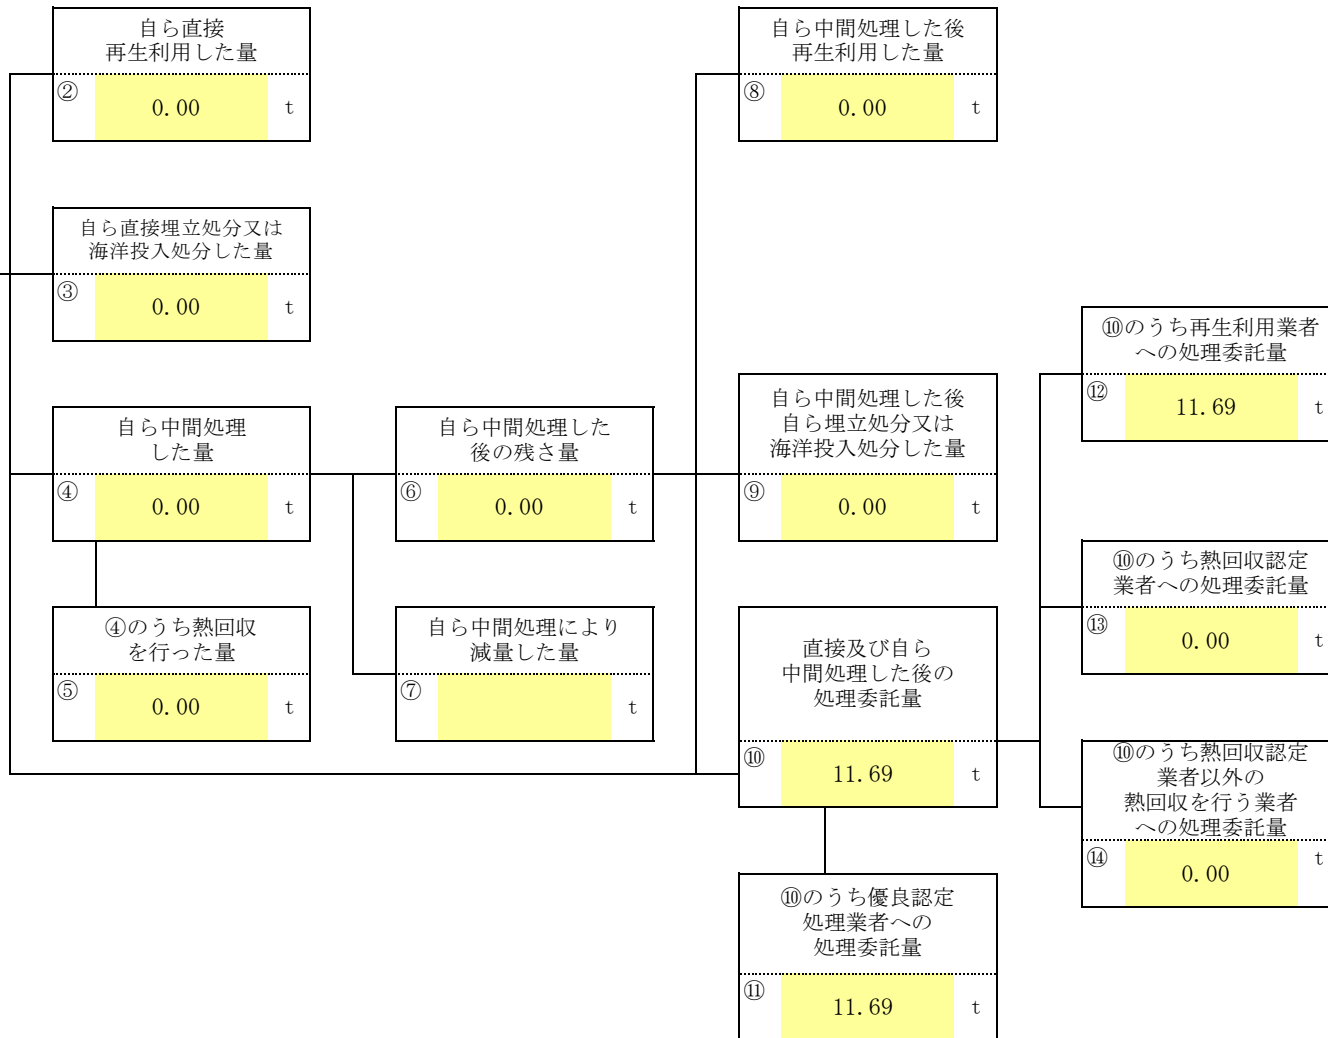 自ら直接
再生利用した量
② 0.00 t
自ら中間処理した後
再生利用した量
⑧ 0.00 t
自ら直接埋立処分又は
海洋投入処分した量
③ 0.00 t
⑩のうち再生利用業者
への処理委託量
⑫ 11.69 t
自ら中間処理
した量
④ 0.00 t
自ら中間処理した
後の残さ量
⑥ 0.00 t
自ら中間処理した後
自ら埋立処分又は
海洋投入処分した量
⑨ 0.00 t
⑩のうち熱回収認定
業者への処理委託量
⑬ 0.00 t
④のうち熱回収
を行った量
⑤ 0.00 t
自ら中間処理により
減量した量
⑦ t
直接及び自ら
中間処理した後の
処理委託量
⑩ 11.69 t
⑩のうち熱回収認定
業者以外の
熱回収を行う業者
への処理委託量
⑭ 0.00 t
⑩のうち優良認定
処理業者への
処理委託量
⑪ 11.69 t